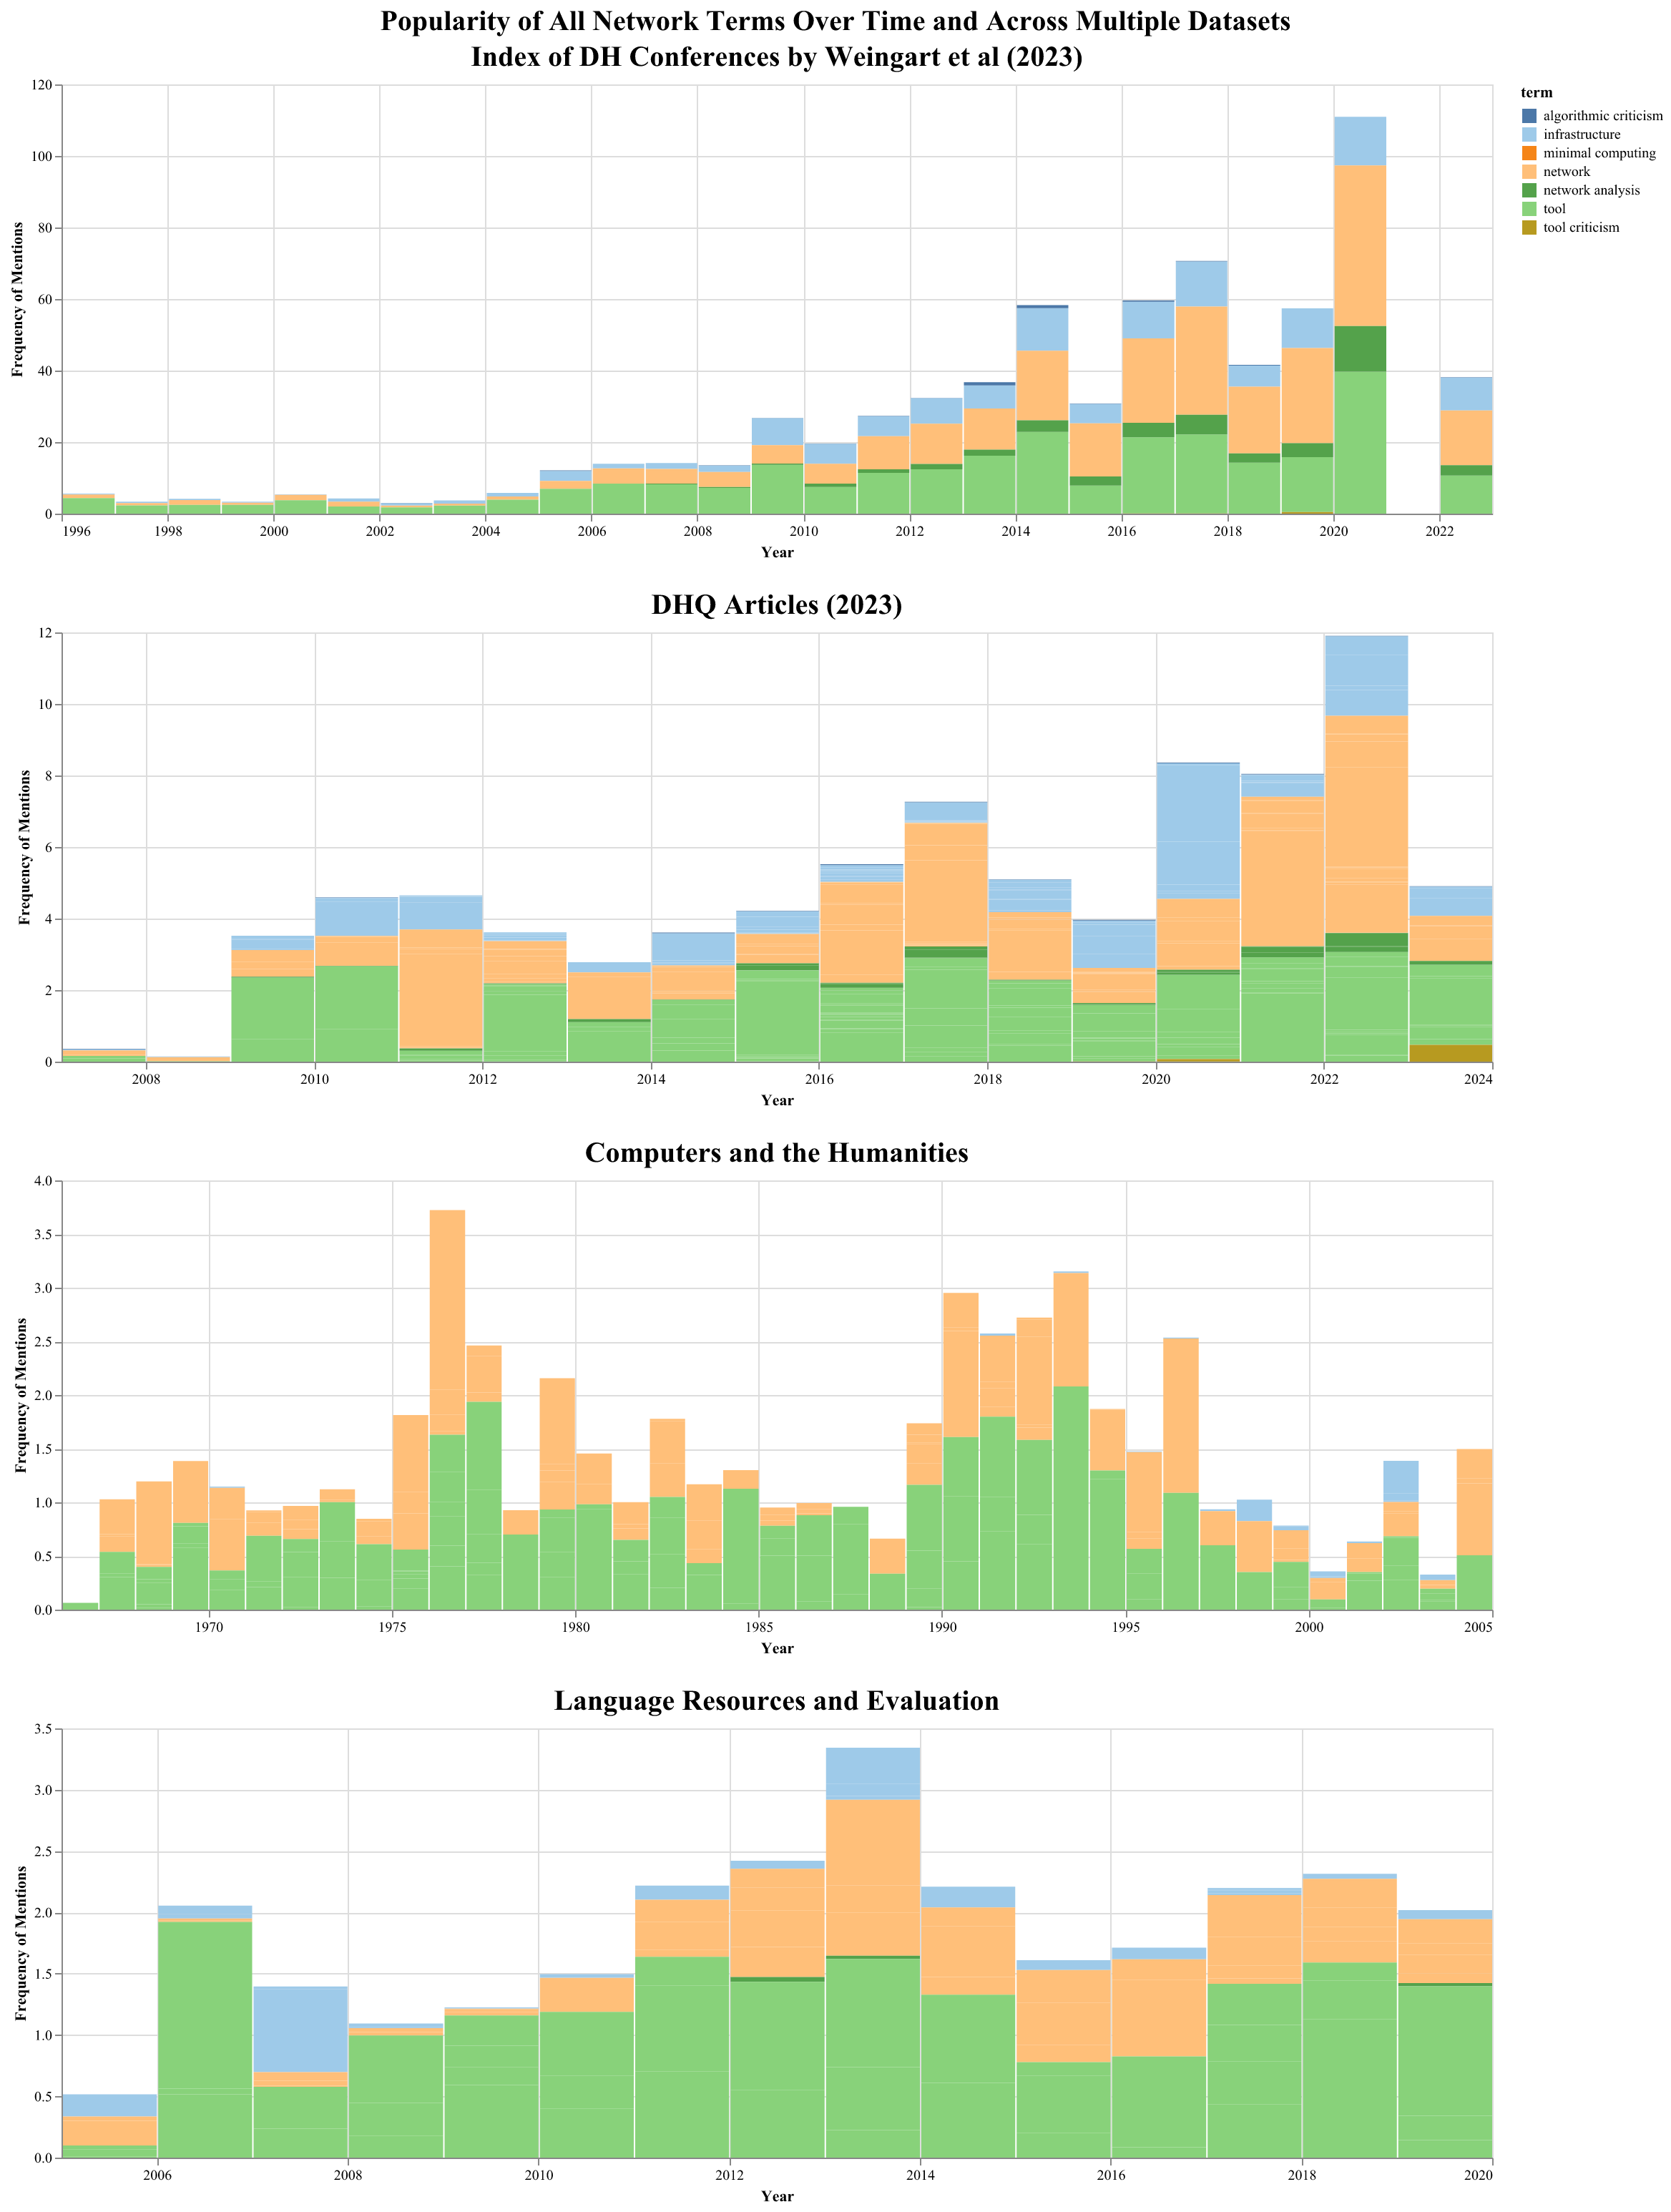 Popularity of All Network Terms Over Time and Across Multiple Datasets
Index of DH Conferences by Weingart et al (2023)
120
100
80
60
40
20
0
Frequency of Mentions
1996 1998 2000 2002 2004 2006 2008 2010 2012 2014 2016 2018 2020 2022
Year
term
algorithmic criticism
infrastructure
minimal computing
network
network analysis
tool
tool criticism
DHQ Articles (2023)
12
10
8
6
4
2
0
Frequency of Mentions
2008 2010 2012 2014 2016 2018 2020 2022 2024
Year
Computers and the Humanities
4.0
3.5
3.0
2.5
2.0
1.5
1.0
0.5
0.0
Frequency of Mentions
1970 1975 1980 1985 1990 1995 2000 2005
Year
Language Resources and Evaluation
3.5
3.0
2.5
2.0
1.5
1.0
0.5
0.0
Frequency of Mentions
2006 2008 2010 2012 2014 2016 2018 2020
Year